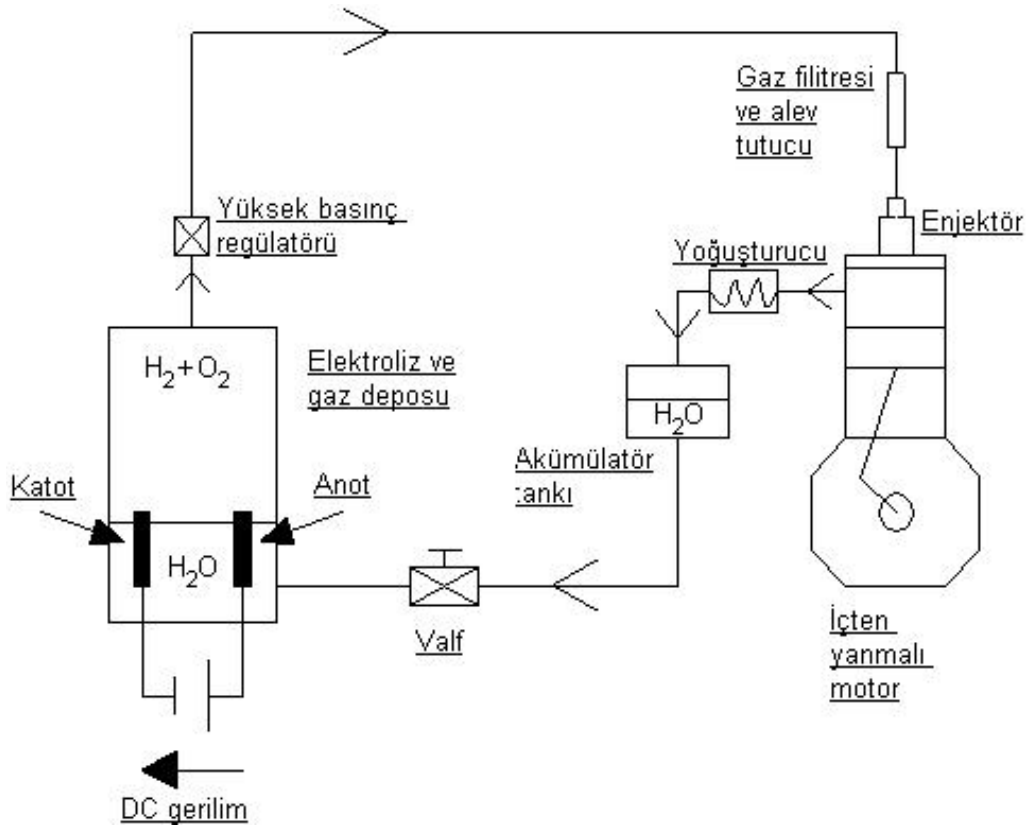 Gaz filitresi
ve alev
tutucu
Yüksek basınç
regülatörü
Enjektör
Yoğuşturucu
H₂+O₂
Elektroliz ve
gaz deposu
H₂O
Akümülatör
tankı
Katot
Anot
H₂O
Valf
İçten
yanmalı
motor
DC gerilim